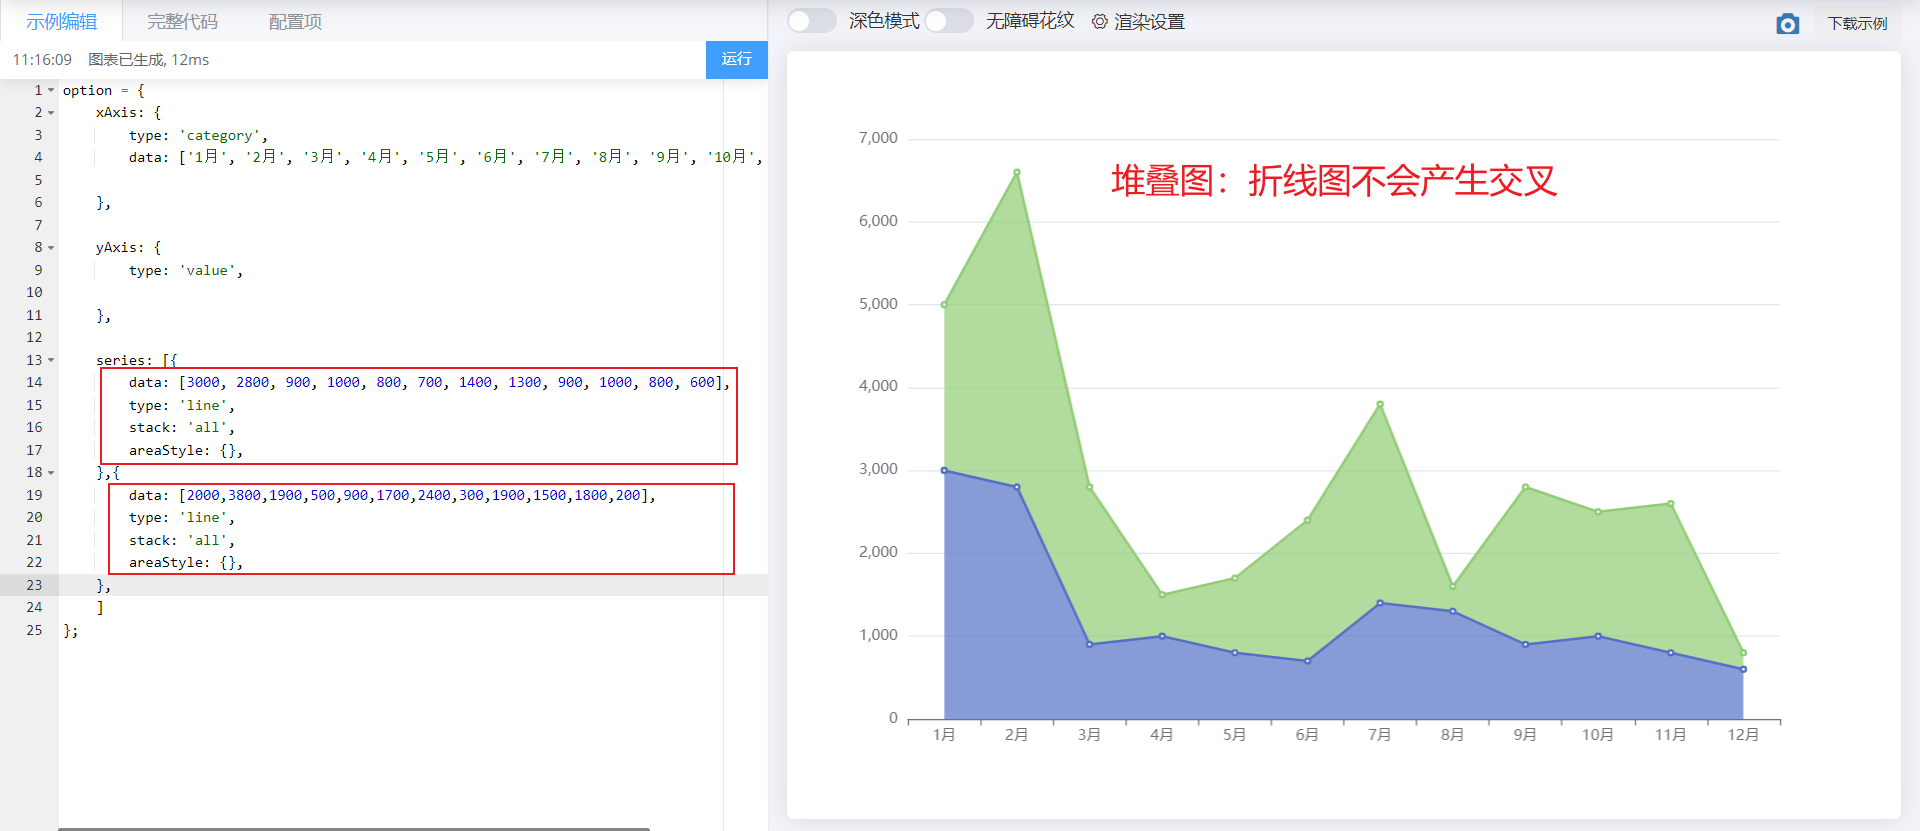 示例编辑 完整代码 配置项
11:16:09 图表已生成, 12ms 运行
1 option = {
2 xAxis: {
3 type: 'category',
4 data: ['1月', '2月', '3月', '4月', '5月', '6月', '7月', '8月', '9月', '10月',
5
6 },
7
8 yAxis: {
9 type: 'value',
10
11 },
12
13 series: [{
14 data: [3000, 2800, 900, 1000, 800, 700, 1400, 1300, 900, 1000, 800, 600],
15 type: 'line',
16 stack: 'all',
17 areaStyle: {},
18 },{
19 data: [2000,3800,1900,500,900,1700,2400,300,1900,1500,1800,200],
20 type: 'line',
21 stack: 'all',
22 areaStyle: {},
23 },
24 ]
25 };
深色模式 无障碍花纹 渲染设置 下载示例
堆叠图：折线图不会产生交叉
7,000
6,000
5,000
4,000
3,000
2,000
1,000
0
1月 2月 3月 4月 5月 6月 7月 8月 9月 10月 11月 12月